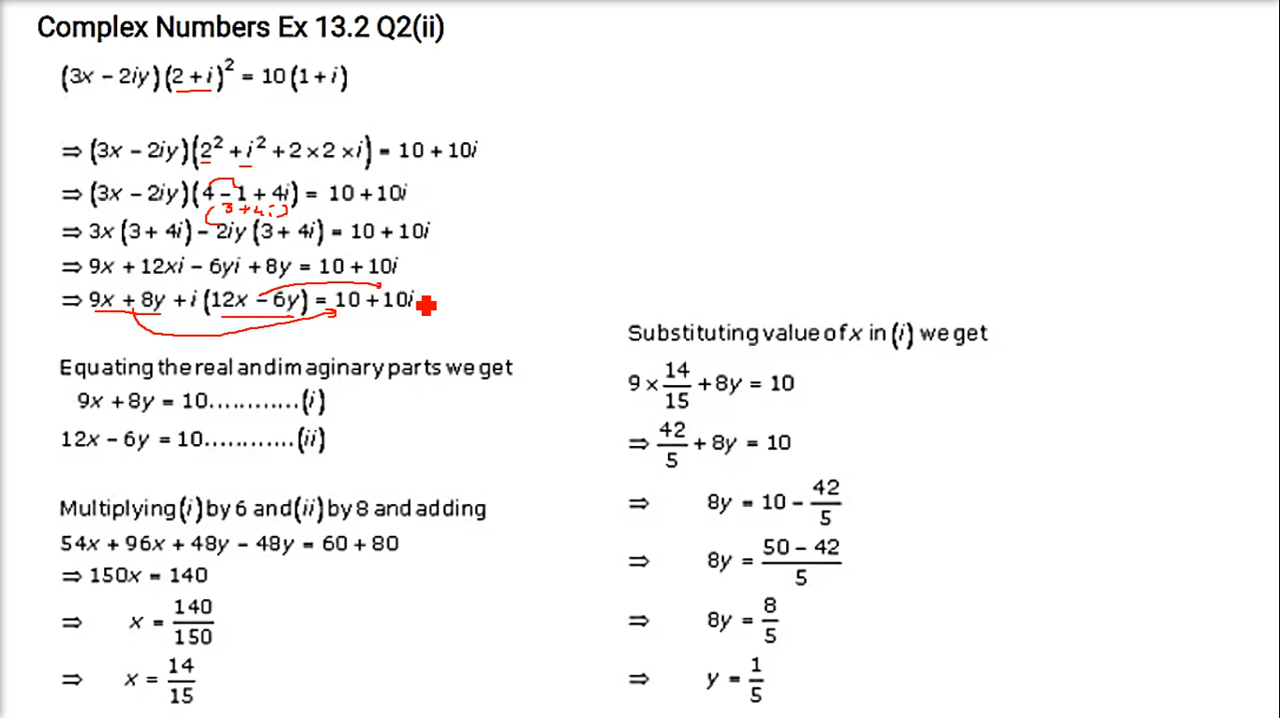 Complex Numbers Ex 13.2 Q2(ii)
(3x − 2iy)(2 + i)² = 10(1 + i)
⇒ (3x − 2iy)(2² + i² + 2 × 2 × i) = 10 + 10i
⇒ (3x − 2iy)(4 − 1 + 4i) = 10 + 10i
(3 + 4i)
⇒ 3x(3 + 4i) − 2iy(3 + 4i) = 10 + 10i
⇒ 9x + 12xi − 6yi + 8y = 10 + 10i
⇒ 9x + 8y + i(12x − 6y) = 10 + 10i
Equating the real and imaginary parts we get
9x + 8y = 10............(i)
12x − 6y = 10............(ii)
Multiplying (i) by 6 and (ii) by 8 and adding
54x + 96x + 48y − 48y = 60 + 80
⇒ 150x = 140
⇒ x = 140/150
⇒ x = 14/15
Substituting value of x in (i) we get
9 × 14/15 + 8y = 10
⇒ 42/5 + 8y = 10
⇒ 8y = 10 − 42/5
⇒ 8y = (50 − 42)/5
⇒ 8y = 8/5
⇒ y = 1/5